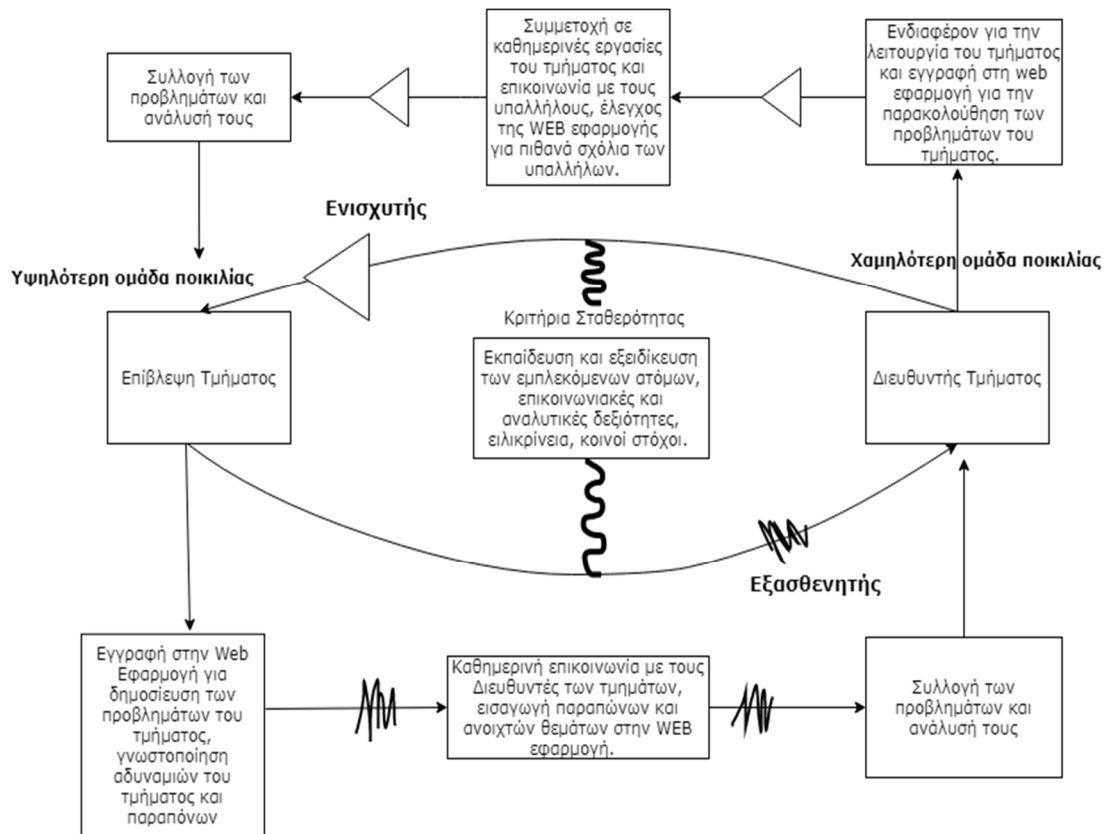 Συλλογή των
προβλημάτων και
ανάλυσή τους
Συμμετοχή σε
καθημερινές εργασίες
του τμήματος και
επικοινωνία με τους
υπαλλήλους, έλεγχος
της WEB εφαρμογής
για πιθανά σχόλια των
υπαλλήλων.
Ενδιαφέρον για την
λειτουργία του τμήματος
και εγγραφή στη web
εφαρμογή για την
παρακολούθηση των
προβλημάτων του
τμήματος.
Ενισχυτής
Υψηλότερη ομάδα ποικιλίας
Χαμηλότερη ομάδα ποικιλίας
Κριτήρια Σταθερότητας
Επίβλεψη Τμήματος
Εκπαίδευση και εξειδίκευση
των εμπλεκόμενων ατόμων,
επικοινωνιακές και
αναλυτικές δεξιότητες,
ειλικρίνεια, κοινοί στόχοι.
Διευθυντής Τμήματος
Εξασθενητής
Εγγραφή στην Web
Εφαρμογή για
δημοσίευση των
προβλημάτων του
τμήματος,
γνωστοποίηση
αδυναμιών του
τμήματος και
παραπόνων
Καθημερινή επικοινωνία με τους
Διευθυντές των τμημάτων,
εισαγωγή παραπώνων και
ανοιχτών θεμάτων στην WEB
εφαρμογή.
Συλλογή των
προβλημάτων και
ανάλυσή τους